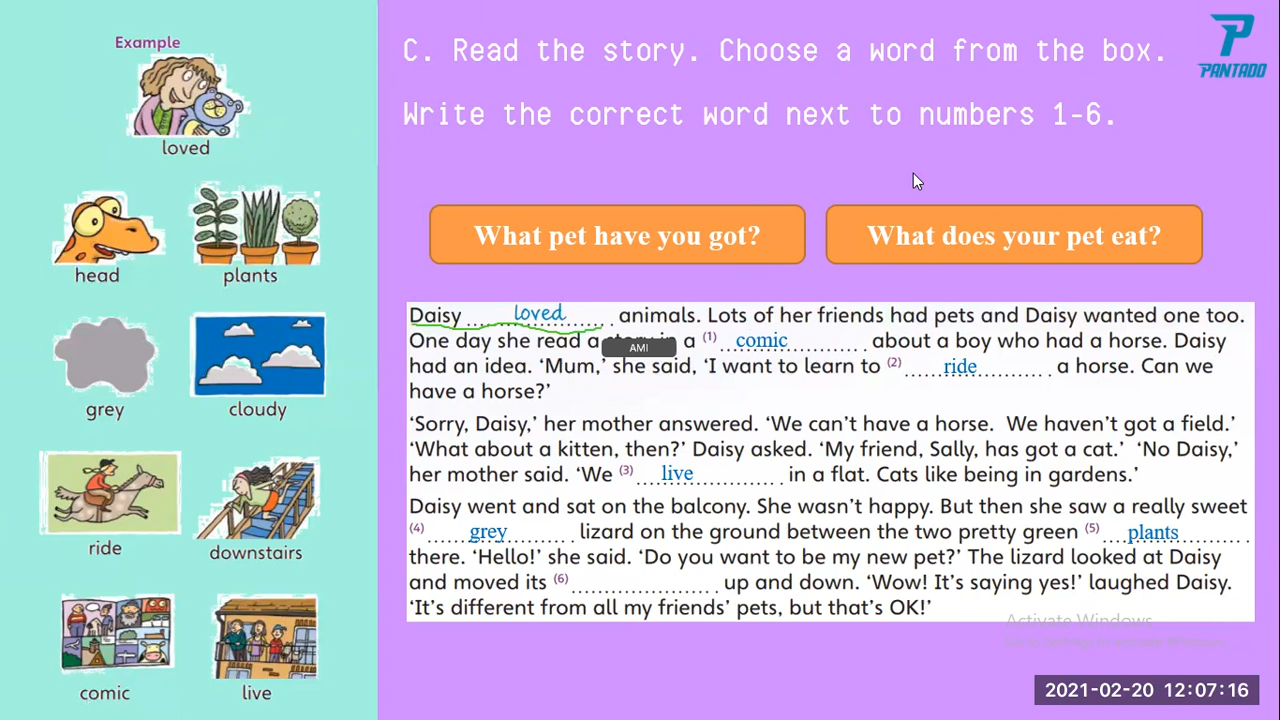 Example
loved
head
plants
grey
cloudy
ride
downstairs
comic
live
C. Read the story. Choose a word from the box.
Write the correct word next to numbers 1-6.
PANTADO
What pet have you got?
What does your pet eat?
Daisy loved animals. Lots of her friends had pets and Daisy wanted one too.
One day she read a story in a (1) comic about a boy who had a horse. Daisy
AMI
had an idea. ‘Mum,’ she said, ‘I want to learn to (2) ride a horse. Can we
have a horse?’
‘Sorry, Daisy,’ her mother answered. ‘We can’t have a horse. We haven’t got a field.’
‘What about a kitten, then?’ Daisy asked. ‘My friend, Sally, has got a cat.’ ‘No Daisy,’
her mother said. ‘We (3) live in a flat. Cats like being in gardens.’
Daisy went and sat on the balcony. She wasn’t happy. But then she saw a really sweet
(4) grey lizard on the ground between the two pretty green (5) plants
there. ‘Hello!’ she said. ‘Do you want to be my new pet?’ The lizard looked at Daisy
and moved its (6) .................... up and down. ‘Wow! It’s saying yes!’ laughed Daisy.
‘It’s different from all my friends’ pets, but that’s OK!’
Activate Windows
2021-02-20 12:07:16